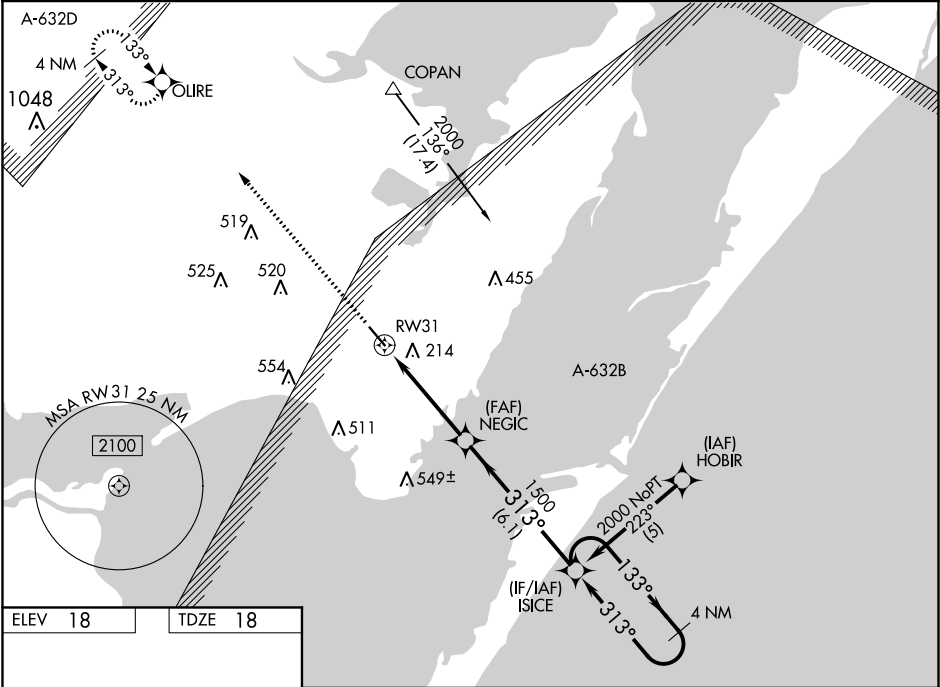 A-632D
133°
4 NM
313°
OLIRE
1048
COPAN
2000
136°
(17.4)
519
525
520
455
RW31
214
554
A-632B
MSA RW31 25 NM
2100
(FAF)
NEGIC
511
549±
(IAF)
HOBIR
1500
313°
(6.1)
2000 NoPT
223°
(5)
(IF/IAF)
ISICE
133°
313°
4 NM
ELEV 18
TDZE 18